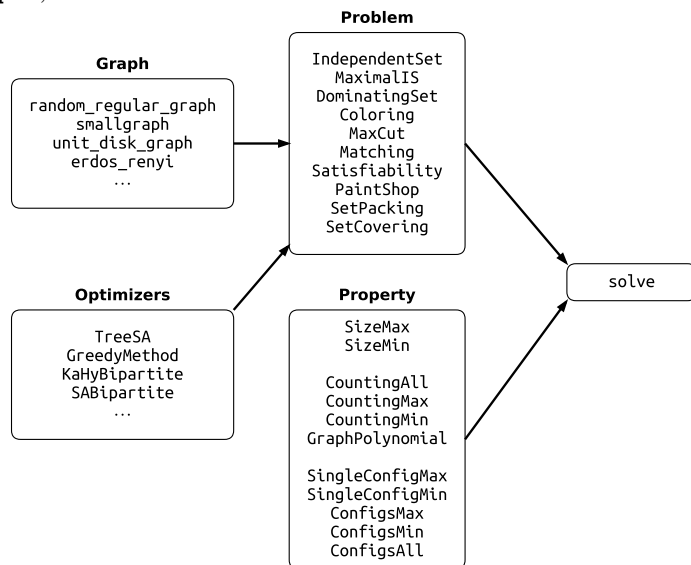 Graph
random_regular_graph
smallgraph
unit_disk_graph
erdos_renyi
...
Problem
IndependentSet
MaximalIS
DominatingSet
Coloring
MaxCut
Matching
Satisfiability
PaintShop
SetPacking
SetCovering
Optimizers
TreeSA
GreedyMethod
KaHyBipartite
SABipartite
...
Property
SizeMax
SizeMin
CountingAll
CountingMax
CountingMin
GraphPolynomial
SingleConfigMax
SingleConfigMin
ConfigsMax
ConfigsMin
ConfigsAll
solve